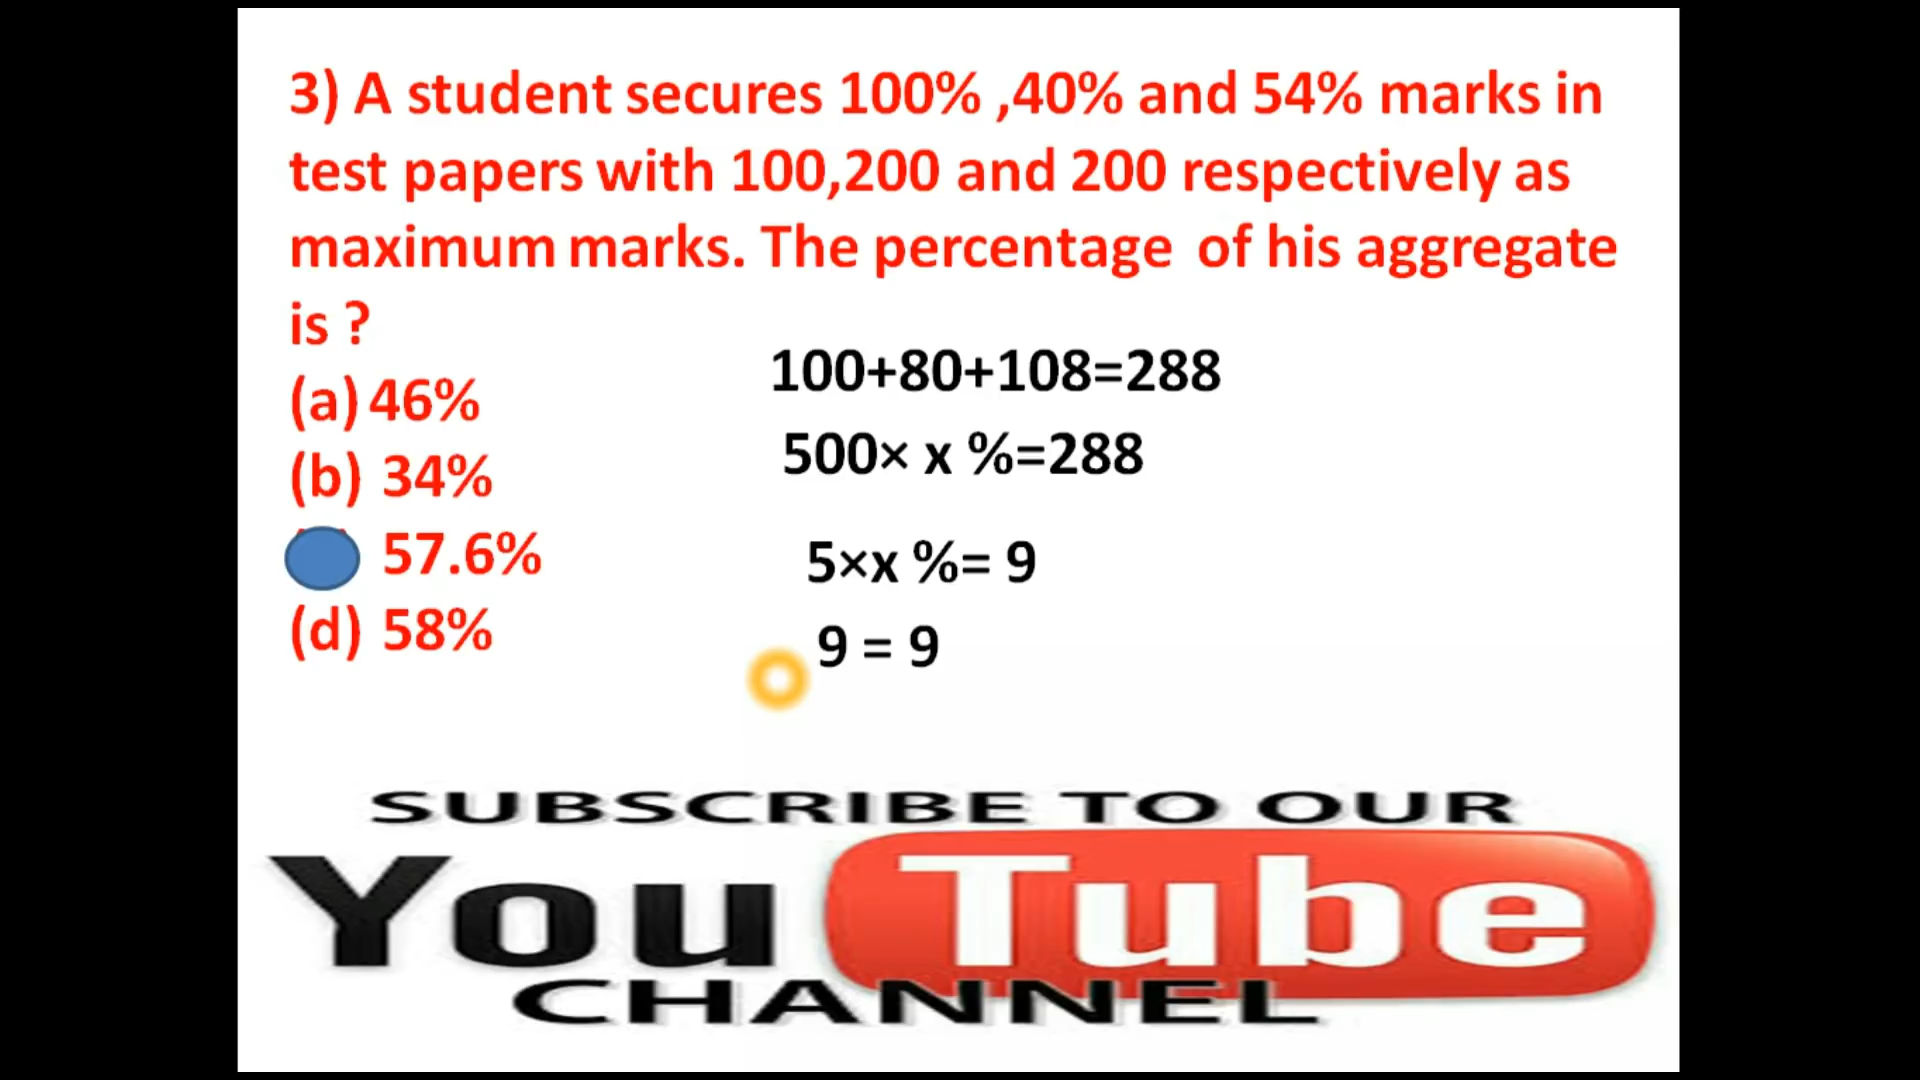 3) A student secures 100% ,40% and 54% marks in
test papers with 100,200 and 200 respectively as
maximum marks. The percentage of his aggregate
is ?
(a) 46%
(b) 34%
57.6%
(d) 58%
100+80+108=288
500× x %=288
5×x %= 9
9 = 9
SUBSCRIBE TO OUR
YouTube
CHANNEL